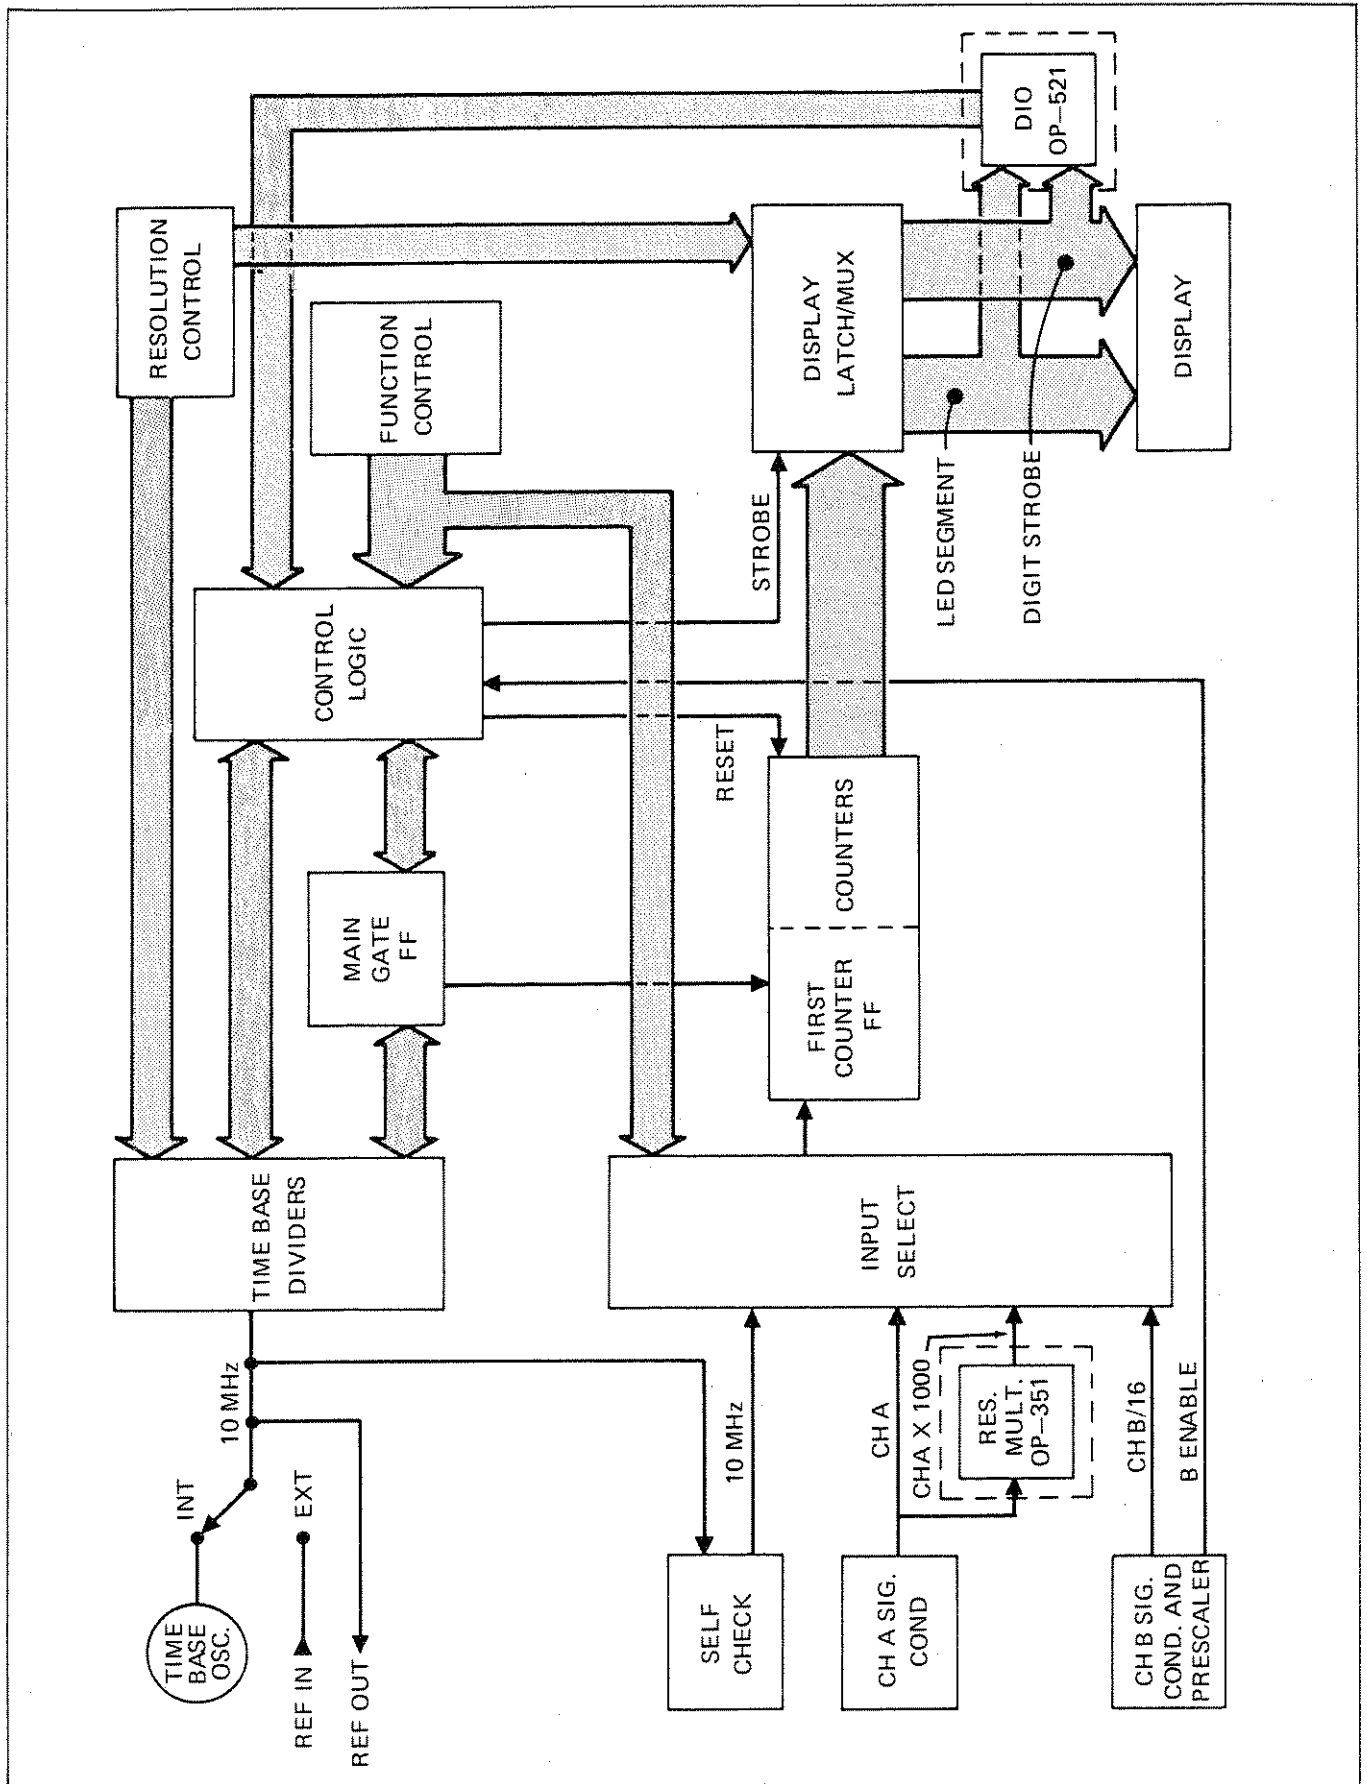 TIME
BASE
OSC.
INT
REF IN
EXT
REF OUT
10 MHz
TIME BASE
DIVIDERS
RESOLUTION
CONTROL
MAIN
GATE
FF
CONTROL
LOGIC
FUNCTION
CONTROL
SELF
CHECK
10 MHz
CH A SIG.
COND
CH A
CHA X 1000
RES.
MULT.
OP-351
CH B SIG.
COND. AND
PRESCALER
CH B/16
B ENABLE
INPUT
SELECT
FIRST
COUNTER
FF
COUNTERS
RESET
STROBE
DISPLAY
LATCH/MUX
LED SEGMENT
DIGIT STROBE
DISPLAY
DIO
OP-521